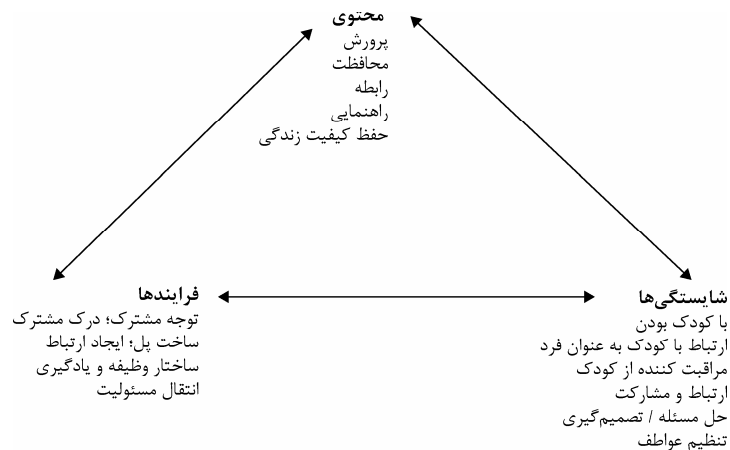 محتوی
پرورش
محافظت
رابطه
راهنمایی
حفظ کیفیت زندگی
شایستگی‌ها
با کودک بودن
ارتباط با کودک به عنوان فرد
مراقبت کننده از کودک
ارتباط و مشارکت
حل مسئله / تصمیم‌گیری
تنظیم عواطف
فرایندها
توجه مشترک؛ درک مشترک
ساخت پل؛ ایجاد ارتباط
ساختار وظیفه و یادگیری
انتقال مسئولیت